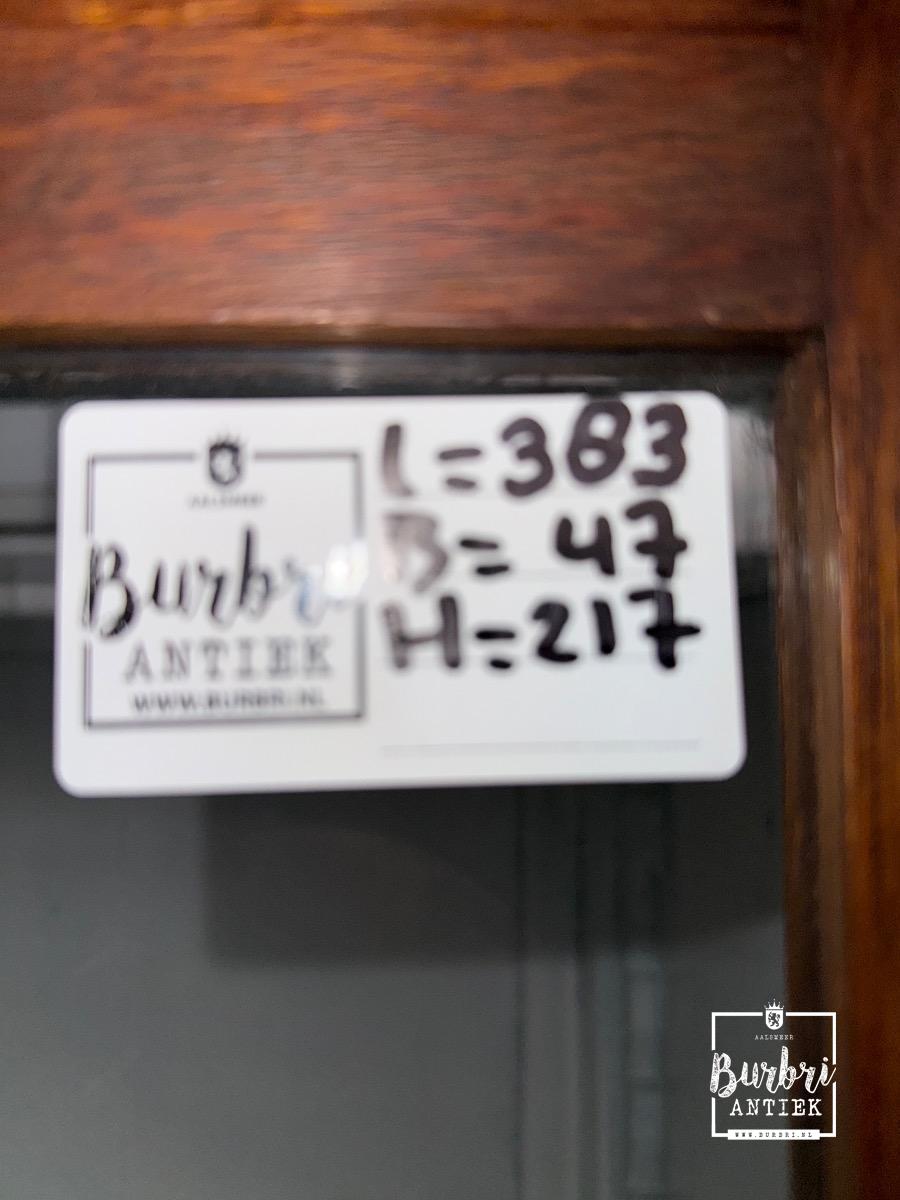 AALSMEER
Burbri
ANTIEK
WWW.BURBRI.NL
L=383
B= 47
H=217
AALSMEER
Burbri
ANTIEK
WWW.BURBRI.NL